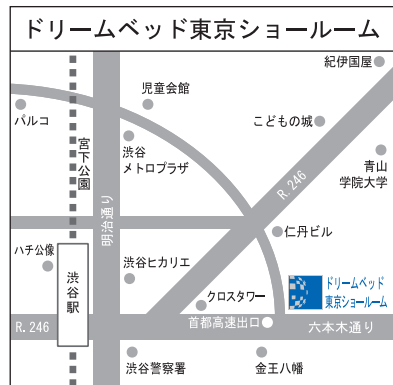 ドリームベッド東京ショールーム
紀伊国屋
児童会館
パルコ
こどもの城
渋谷
メトロプラザ
宮下公園
青山
学院大学
R. 246
明治通り
仁丹ビル
ハチ公像
渋谷ヒカリエ
渋谷駅
ドリームベッド
東京ショールーム
クロスタワー
首都高速出口
R. 246
六本木通り
渋谷警察署
金王八幡